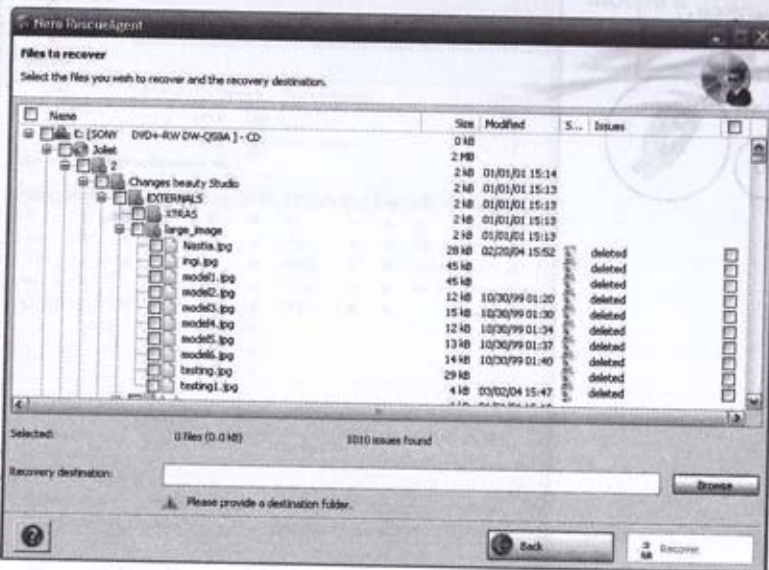 Nero RescueAgent
Files to recover
Select the files you wish to recover and the recovery destination.
Name Size Modified S... Issues
E: [SONY DVD+-RW DW-Q58A ] - CD 0 kB
Joliet 2 MB
2 2 kB 01/01/01 15:14
Changes beauty Studio 2 kB 01/01/01 15:13
EXTERNALS 2 kB 01/01/01 15:13
XTRAS 2 kB 01/01/01 15:13
large_image 2 kB 01/01/01 15:13
Nastia.jpg 28 kB 02/20/04 15:52 deleted
ingi.jpg 45 kB deleted
model1.jpg 45 kB deleted
model2.jpg 12 kB 10/30/99 01:20 deleted
model3.jpg 15 kB 10/30/99 01:30 deleted
model4.jpg 12 kB 10/30/99 01:34 deleted
model5.jpg 13 kB 10/30/99 01:37 deleted
model6.jpg 14 kB 10/30/99 01:40 deleted
testing.jpg 29 kB deleted
testing1.jpg 4 kB 03/02/04 15:47 deleted
Selected: 0 files (0.0 kB) 1010 issues found
Recovery destination: Browse
Please provide a destination folder.
Back Recover